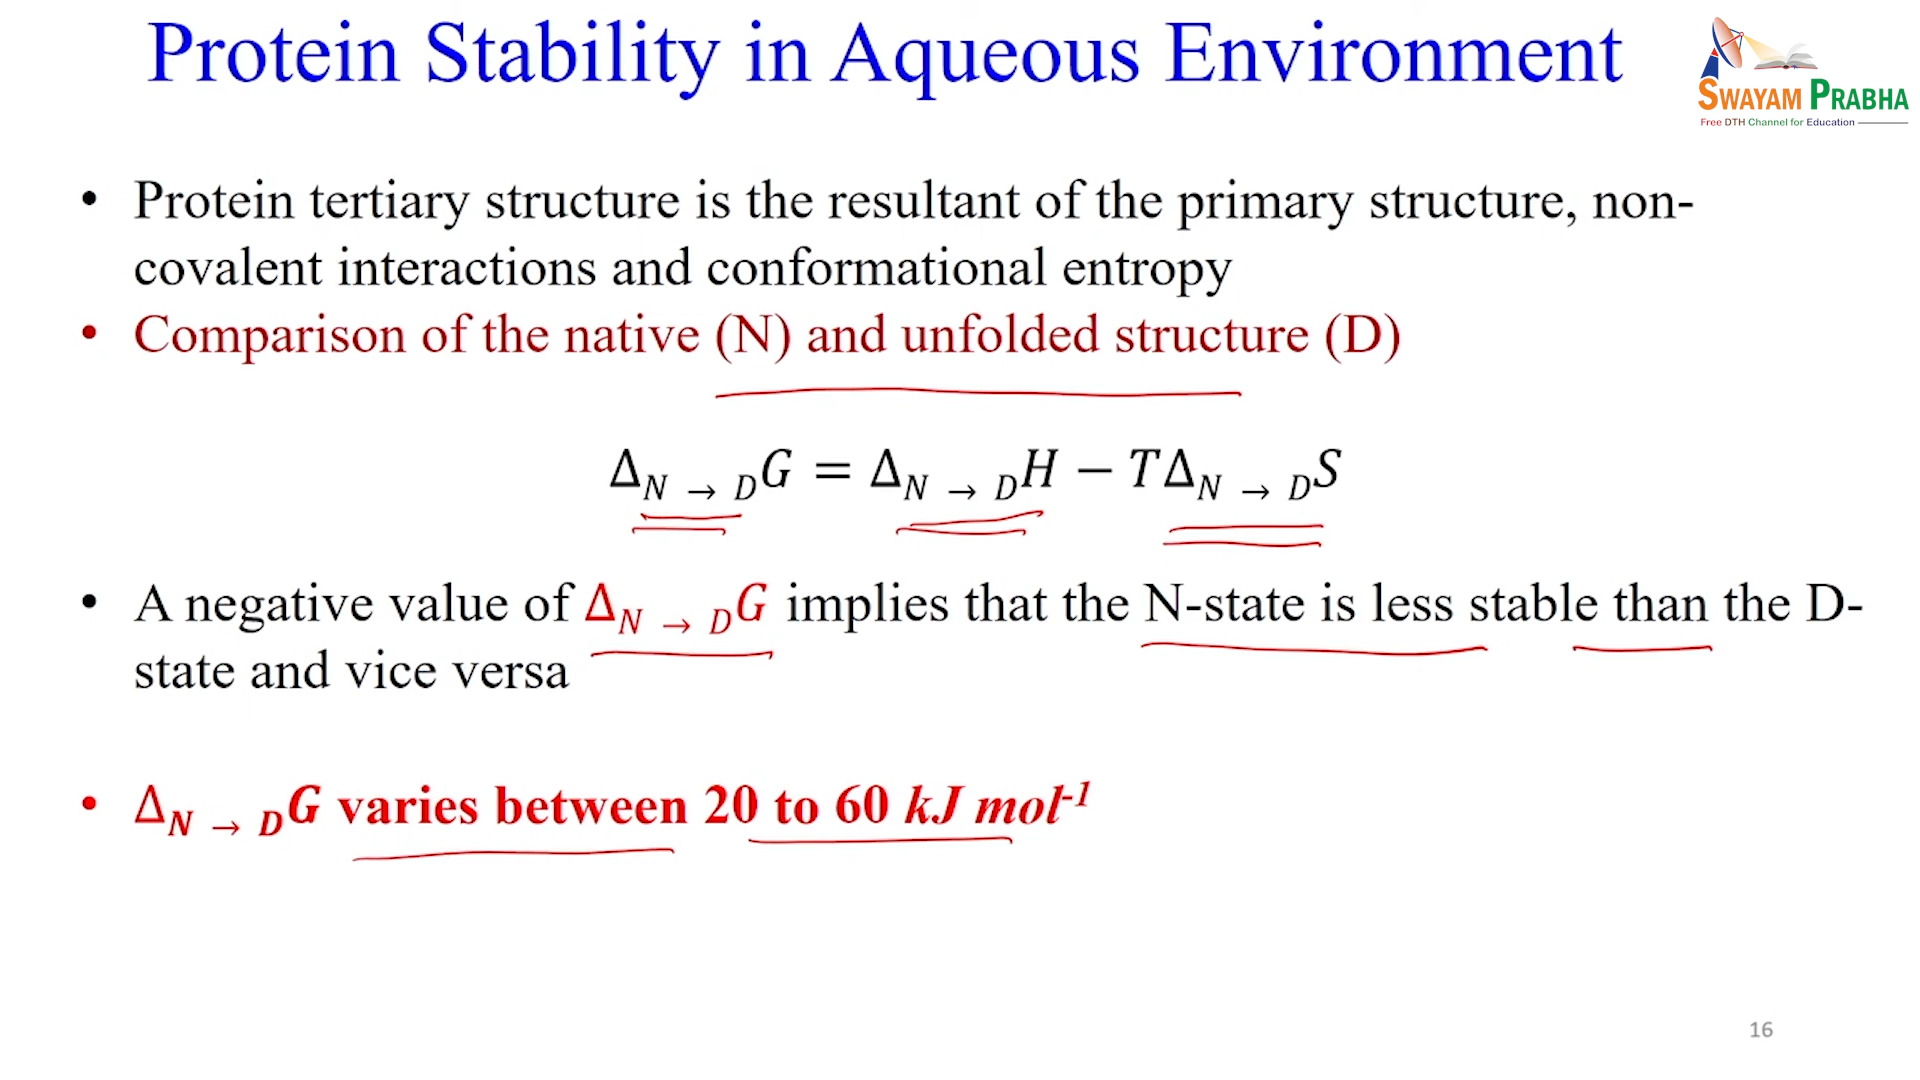 Protein Stability in Aqueous Environment
SWAYAM PRABHA
Free DTH Channel for Education
• Protein tertiary structure is the resultant of the primary structure, non-
covalent interactions and conformational entropy
• Comparison of the native (N) and unfolded structure (D)
Δ_{N → D}G = Δ_{N → D}H − TΔ_{N → D}S
• A negative value of Δ_{N → D}G implies that the N-state is less stable than the D-
state and vice versa
• Δ_{N → D}G varies between 20 to 60 kJ mol⁻¹
16